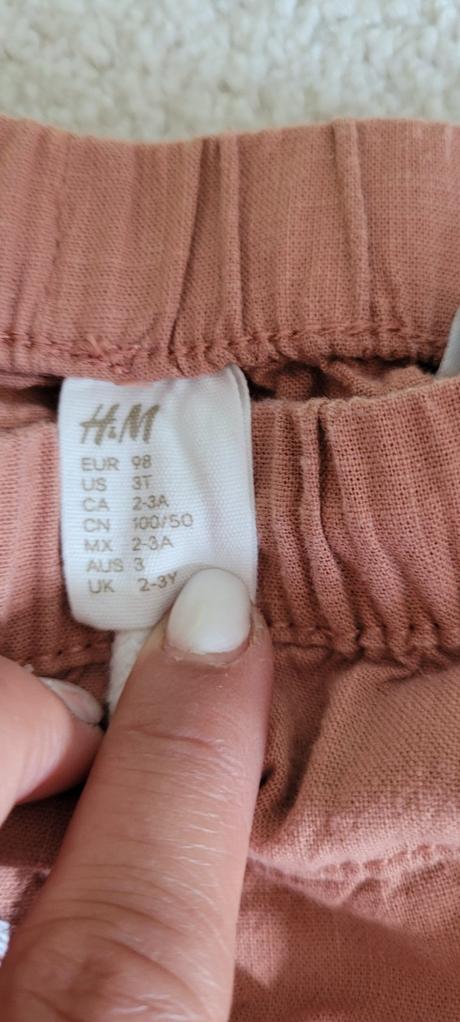 H&M
EUR 98
US 3T
CA 2-3A
CN 100/50
MX 2-3A
AUS 3
UK 2-3Y